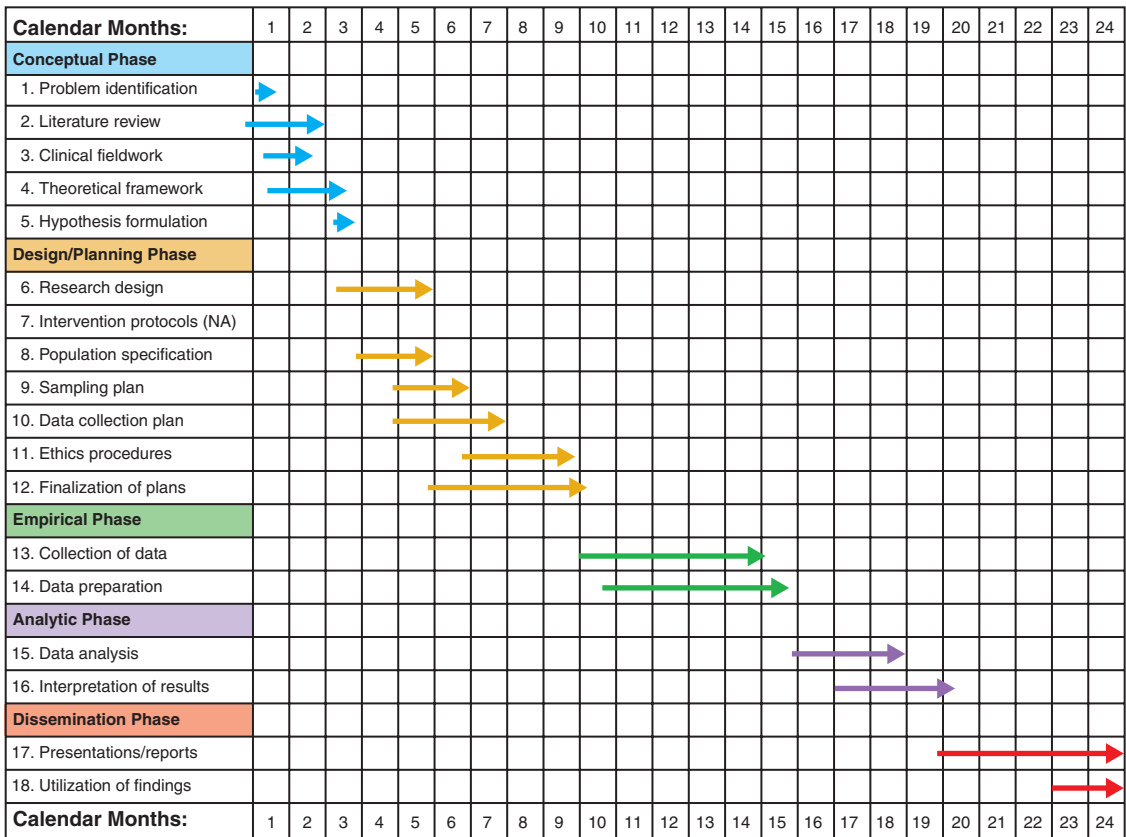 Calendar Months: 1 2 3 4 5 6 7 8 9 10 11 12 13 14 15 16 17 18 19 20 21 22 23 24
Conceptual Phase
1. Problem identification
2. Literature review
3. Clinical fieldwork
4. Theoretical framework
5. Hypothesis formulation
Design/Planning Phase
6. Research design
7. Intervention protocols (NA)
8. Population specification
9. Sampling plan
10. Data collection plan
11. Ethics procedures
12. Finalization of plans
Empirical Phase
13. Collection of data
14. Data preparation
Analytic Phase
15. Data analysis
16. Interpretation of results
Dissemination Phase
17. Presentations/reports
18. Utilization of findings
Calendar Months: 1 2 3 4 5 6 7 8 9 10 11 12 13 14 15 16 17 18 19 20 21 22 23 24